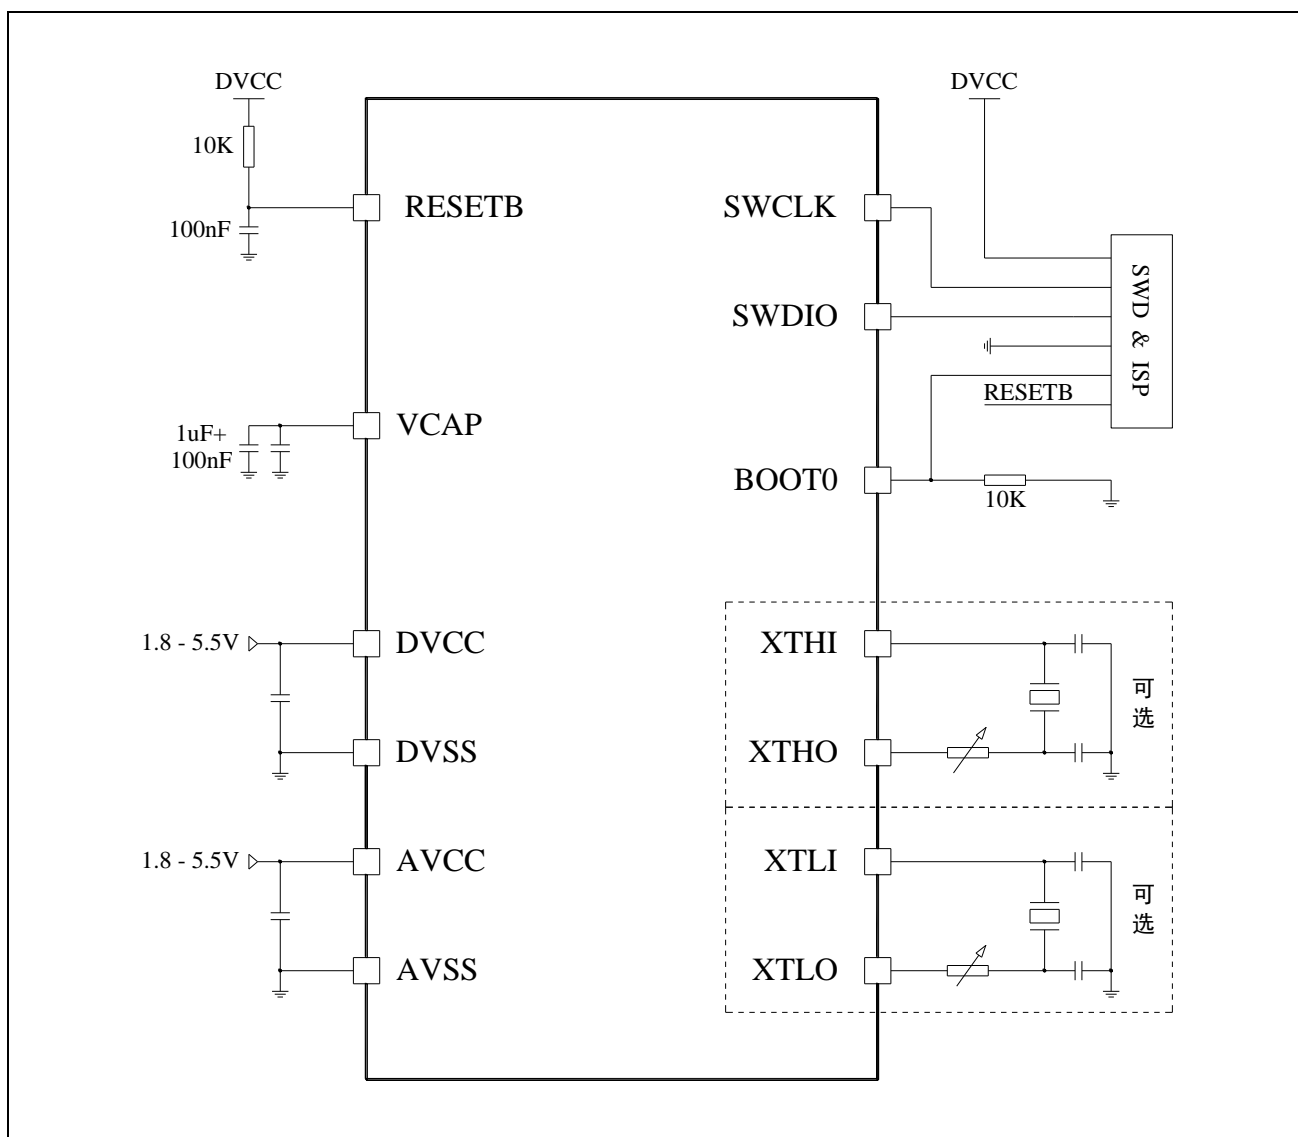 DVCC
10K
RESETB
100nF
VCAP
1uF+
100nF
1.8 - 5.5V
DVCC
DVSS
1.8 - 5.5V
AVCC
AVSS
DVCC
SWCLK
SWDIO
SWD & ISP
RESETB
BOOT0
10K
XTHI
XTHO
可选
XTLI
XTLO
可选